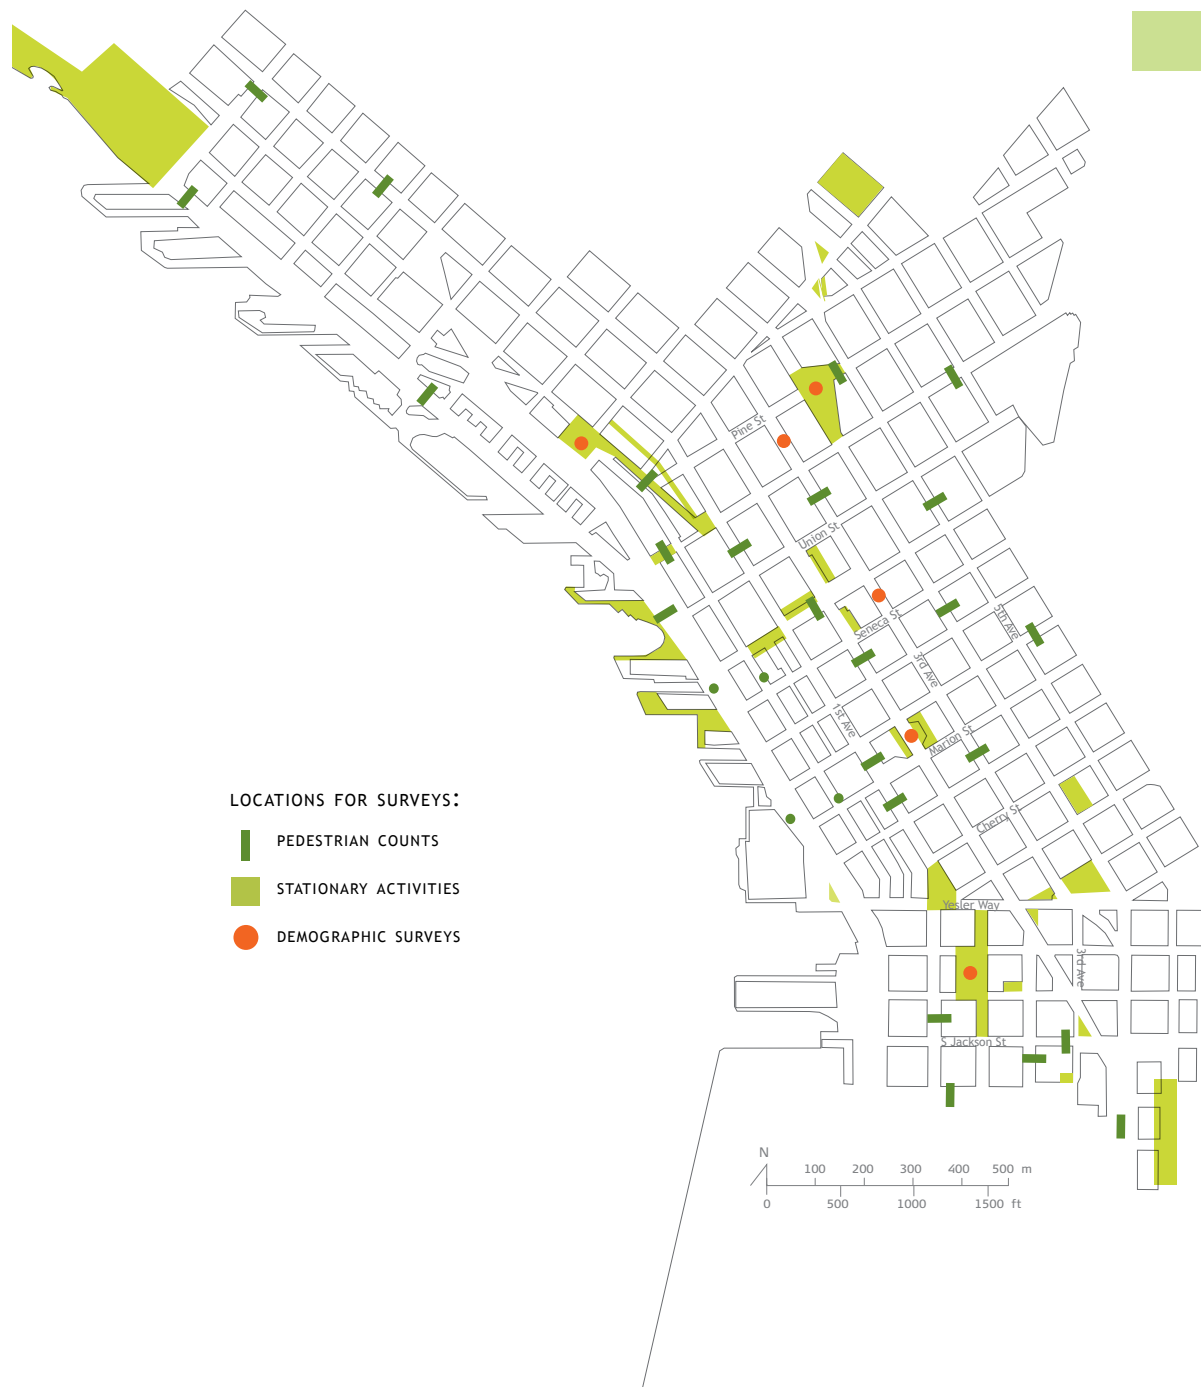 Pine St
Union St
Seneca St
5th Ave
3rd Ave
1st Ave
Marion St
Cherry St
LOCATIONS FOR SURVEYS:
PEDESTRIAN COUNTS
STATIONARY ACTIVITIES
DEMOGRAPHIC SURVEYS
Yesler Way
3rd Ave
S Jackson St
N
100 200 300 400 500 m
0 500 1000 1500 ft